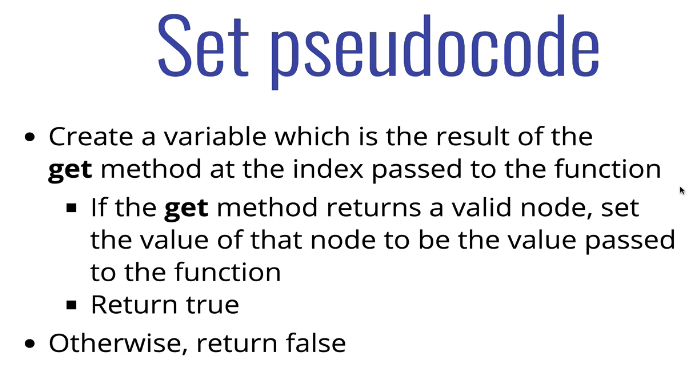 Set pseudocode
• Create a variable which is the result of the
get method at the index passed to the function
▪ If the get method returns a valid node, set
the value of that node to be the value passed
to the function
▪ Return true
• Otherwise, return false